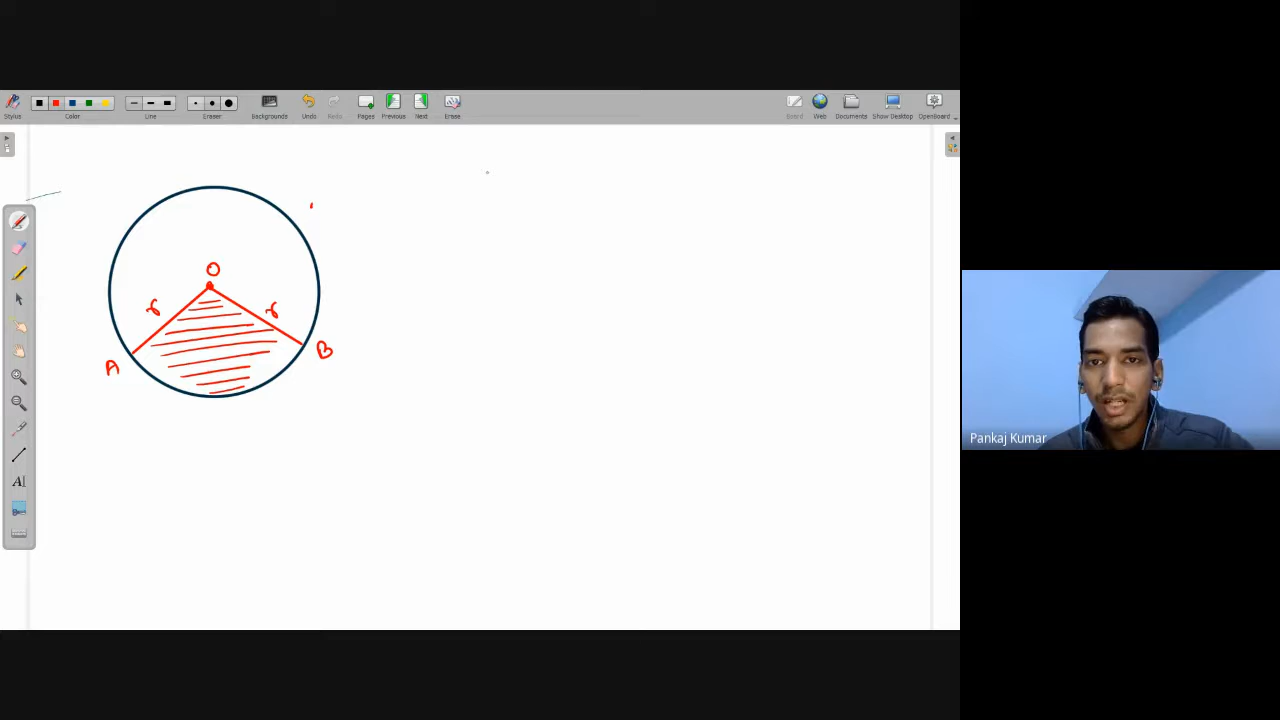 Stylus
Color
Line
Eraser
Backgrounds
Undo
Redo
Pages
Previous
Next
Erase
Board
Web
Documents
Show Desktop
OpenBoard
O
r
r
A
B
AI
Pankaj Kumar